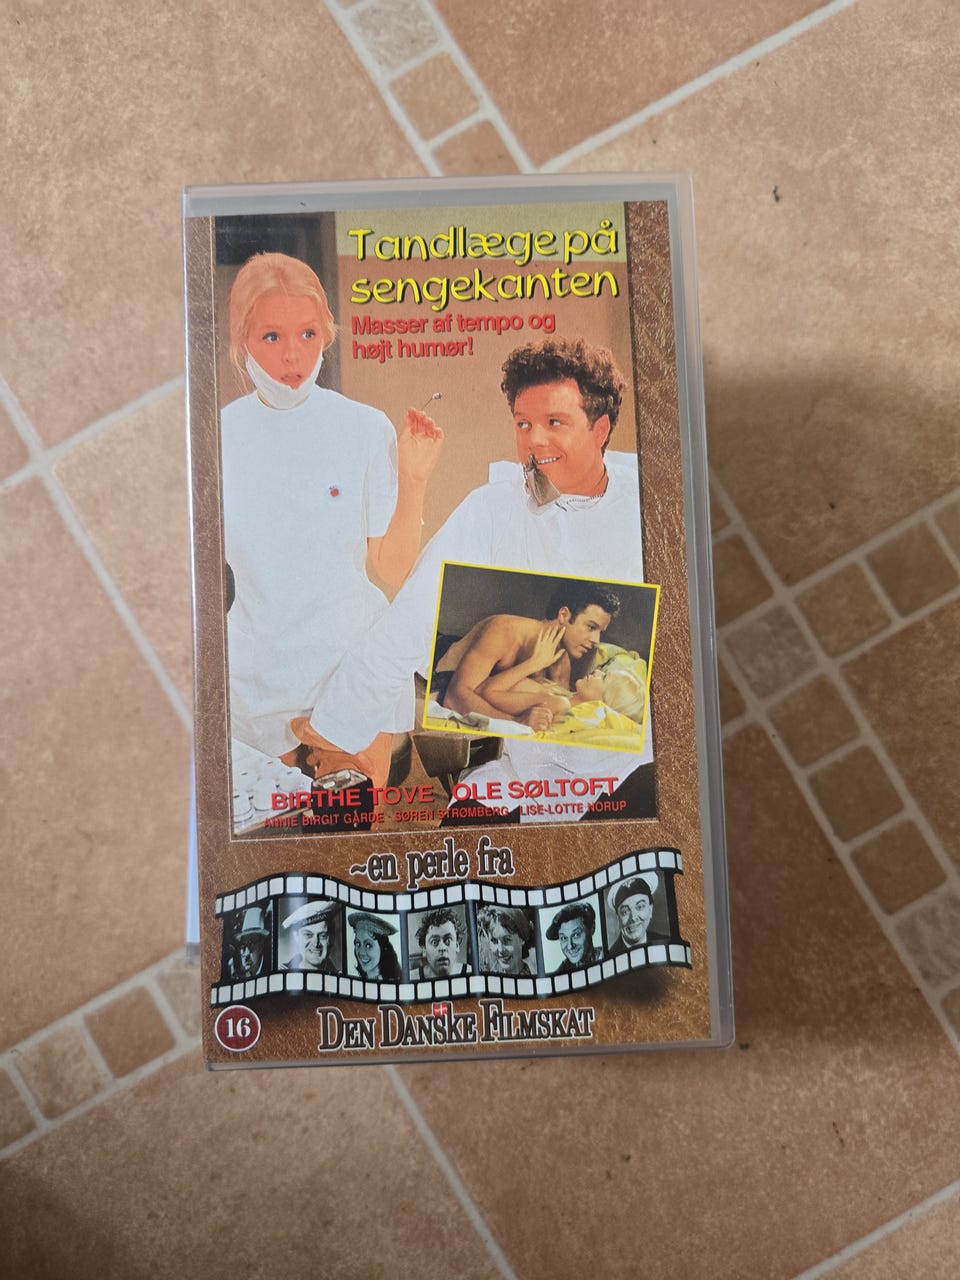 Tandlæge på
sengekanten
Masser af tempo og
højt humør!
BIRTHE TOVE OLE SØLTOFT
ANNIE BIRGIT GARDE · SØREN STRØMBERG · LISE-LOTTE NORUP
~en perle fra
16
DEN DANSKE FILMSKAT